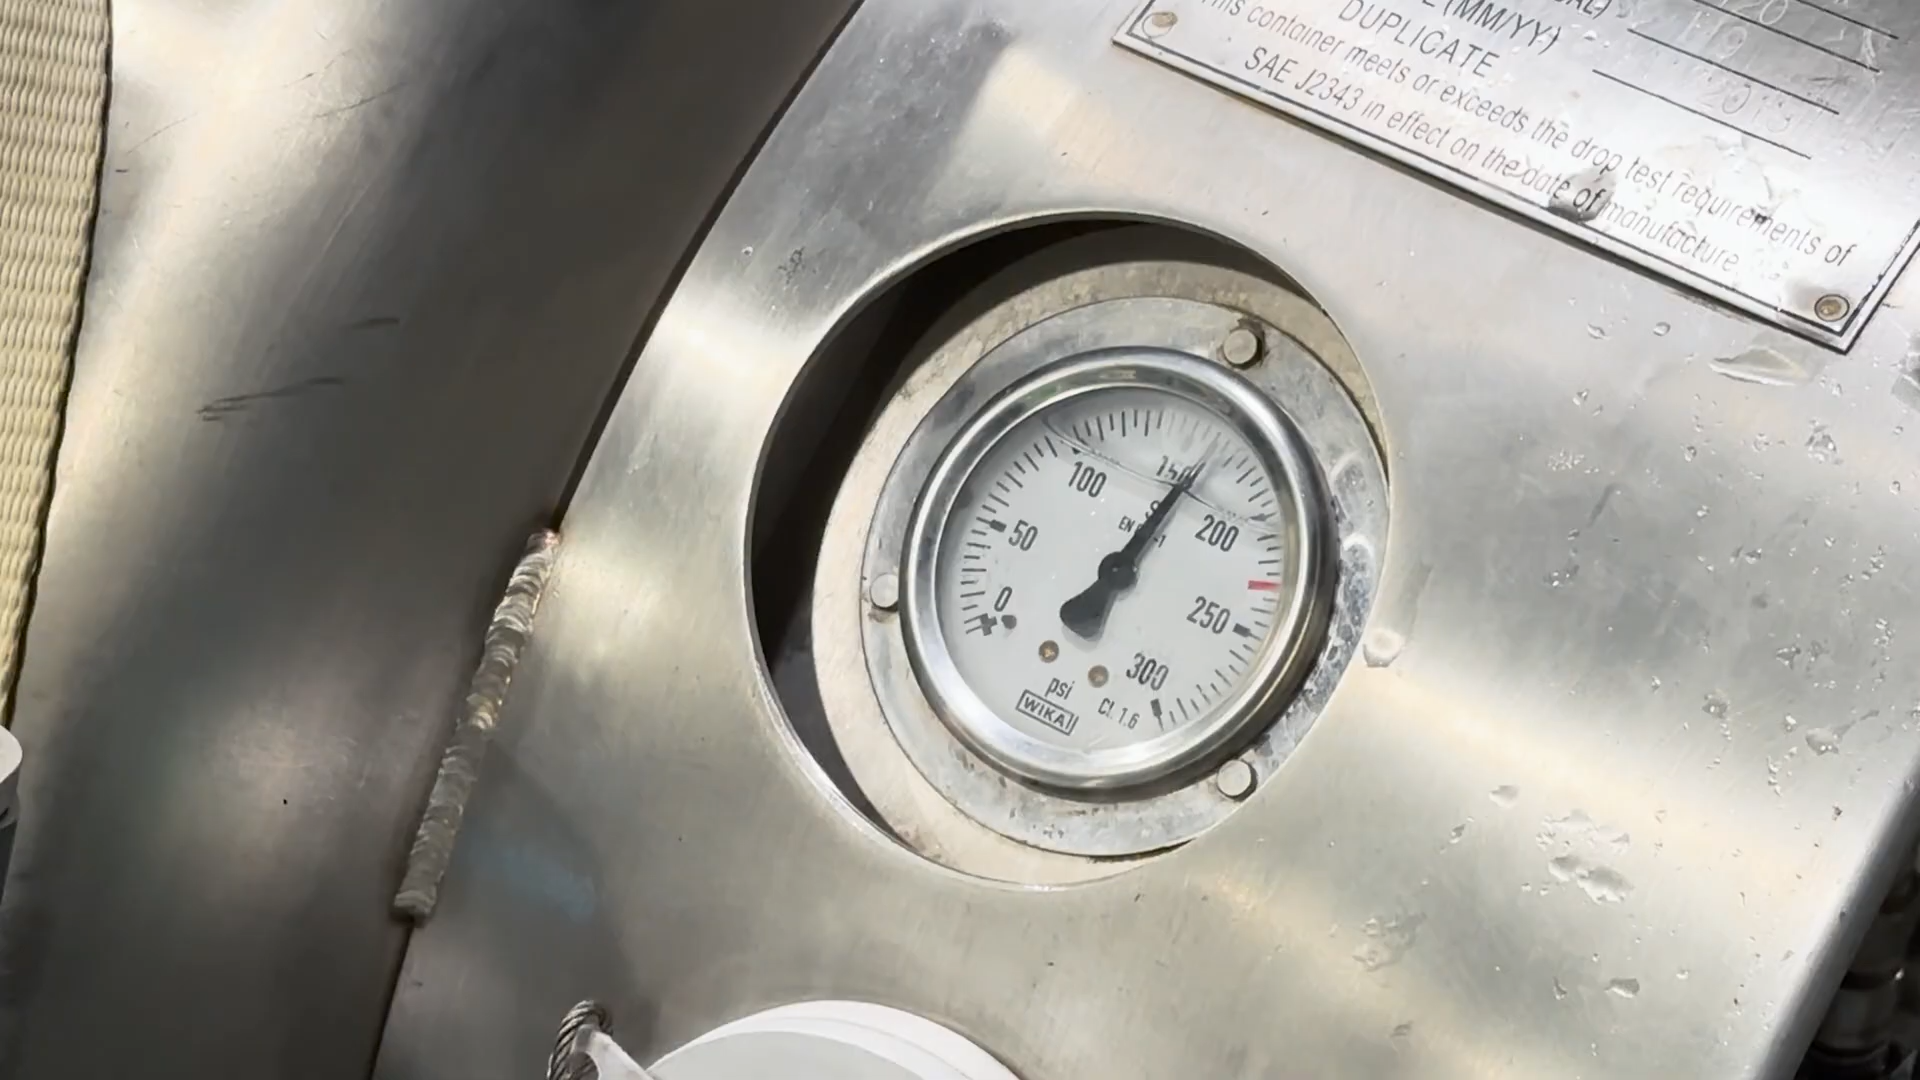 (MM/YY)
DUPLICATE
2013
This container meets or exceeds the drop test requirements of
SAE J2343 in effect on the date of manufacture.
0
50
100
150
200
250
300
psi
WIKA
Cl. 1.6